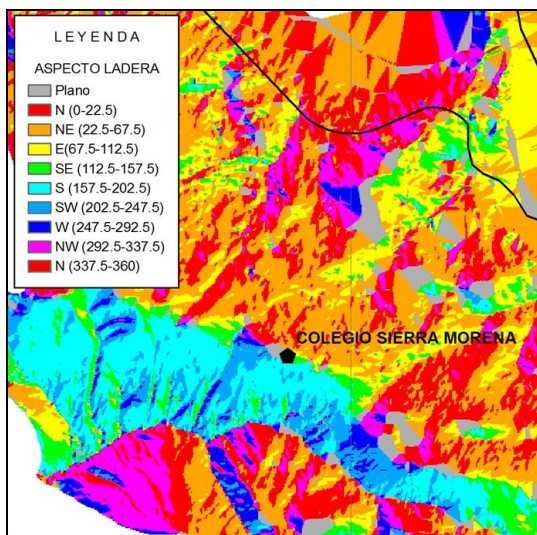 LEYENDA
ASPECTO LADERA
Plano
N (0-22.5)
NE (22.5-67.5)
E(67.5-112.5)
SE (112.5-157.5)
S (157.5-202.5)
SW (202.5-247.5)
W (247.5-292.5)
NW (292.5-337.5)
N (337.5-360)
COLEGIO SIERRA MORENA